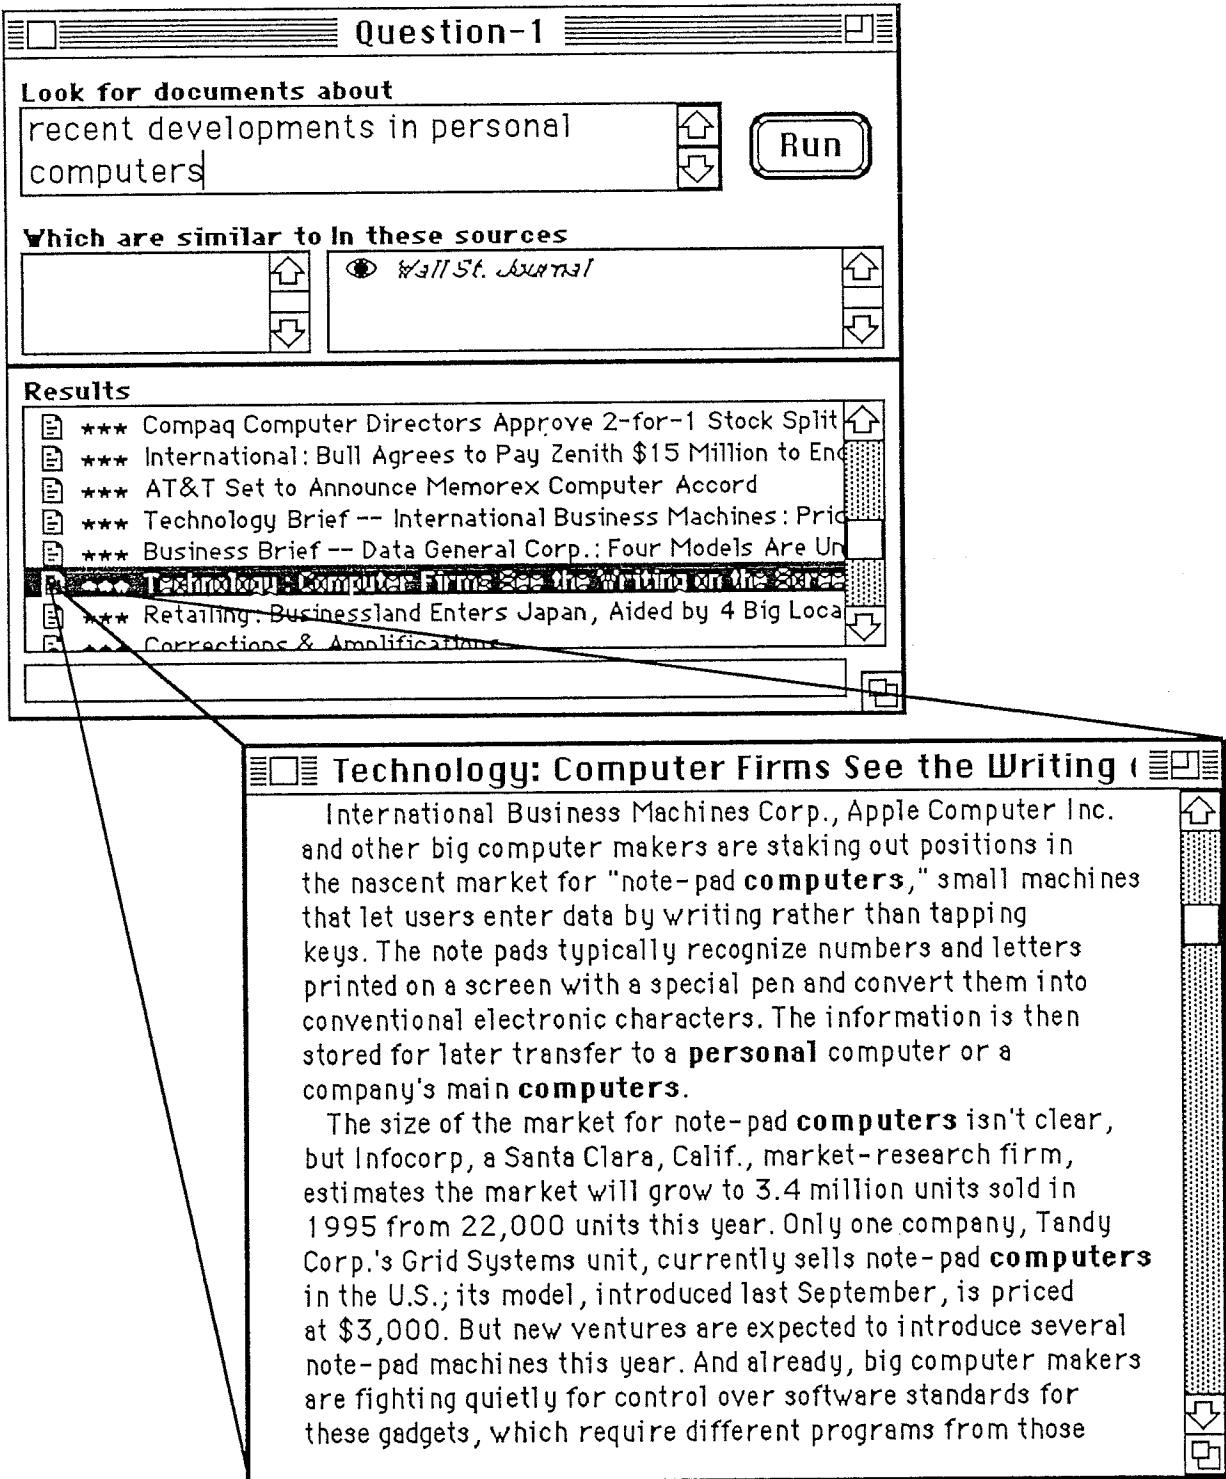 Question-1
Look for documents about
recent developments in personal
computers
Run
Which are similar to In these sources
Wall St. Journal
Results
*** Compaq Computer Directors Approve 2-for-1 Stock Split
*** International: Bull Agrees to Pay Zenith $15 Million to End
*** AT&T Set to Announce Memorex Computer Accord
*** Technology Brief -- International Business Machines: Pric
*** Business Brief -- Data General Corp.: Four Models Are Un
*** Technology: Computer Firms See the Writing on the Scree
*** Retailing: Businessland Enters Japan, Aided by 4 Big Loca
*** Corrections & Amplifications
Technology: Computer Firms See the Writing
International Business Machines Corp., Apple Computer Inc.
and other big computer makers are staking out positions in
the nascent market for "note-pad computers," small machines
that let users enter data by writing rather than tapping
keys. The note pads typically recognize numbers and letters
printed on a screen with a special pen and convert them into
conventional electronic characters. The information is then
stored for later transfer to a personal computer or a
company's main computers.
The size of the market for note-pad computers isn't clear,
but Infocorp, a Santa Clara, Calif., market-research firm,
estimates the market will grow to 3.4 million units sold in
1995 from 22,000 units this year. Only one company, Tandy
Corp.'s Grid Systems unit, currently sells note-pad computers
in the U.S.; its model, introduced last September, is priced
at $3,000. But new ventures are expected to introduce several
note-pad machines this year. And already, big computer makers
are fighting quietly for control over software standards for
these gadgets, which require different programs from those